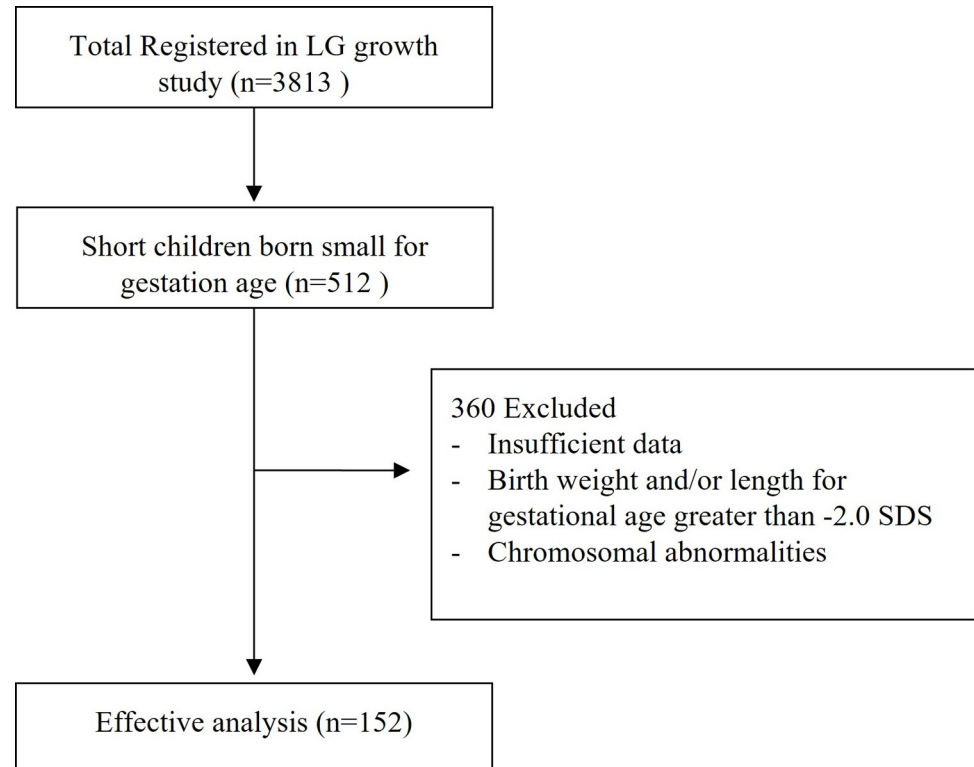 Total Registered in LG growth
study (n=3813 )
Short children born small for
gestation age (n=512 )
360 Excluded
- Insufficient data
- Birth weight and/or length for
gestational age greater than -2.0 SDS
- Chromosomal abnormalities
Effective analysis (n=152)